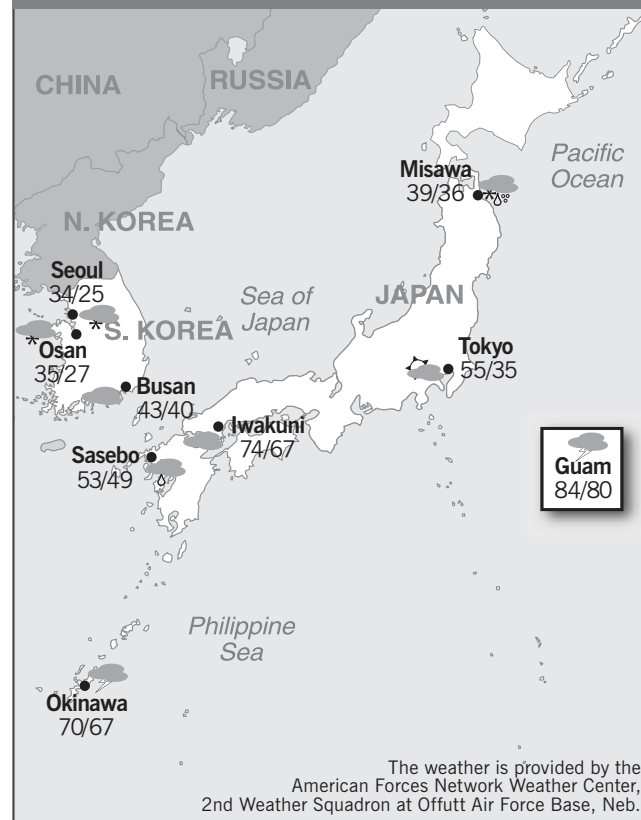 CHINA
RUSSIA
Pacific
Ocean
Misawa
39/36
N. KOREA
Seoul
34/25
Sea of
Japan
JAPAN
S. KOREA
Osan
35/27
Tokyo
55/35
Busan
43/40
Iwakuni
74/67
Sasebo
53/49
Guam
84/80
Philippine
Sea
Okinawa
70/67
The weather is provided by the
American Forces Network Weather Center,
2nd Weather Squadron at Offutt Air Force Base, Neb.